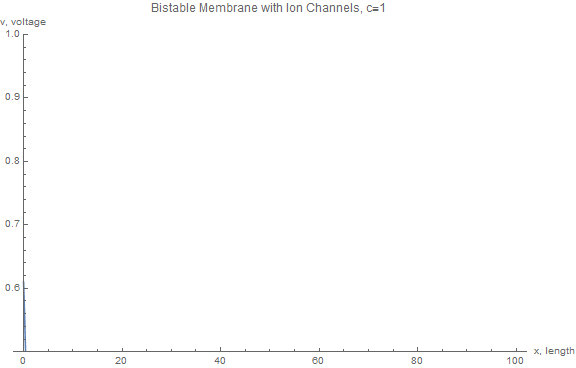 Bistable Membrane with Ion Channels, c=1
v, voltage
1.0
0.9
0.8
0.7
0.6
0 20 40 60 80 100 x, length